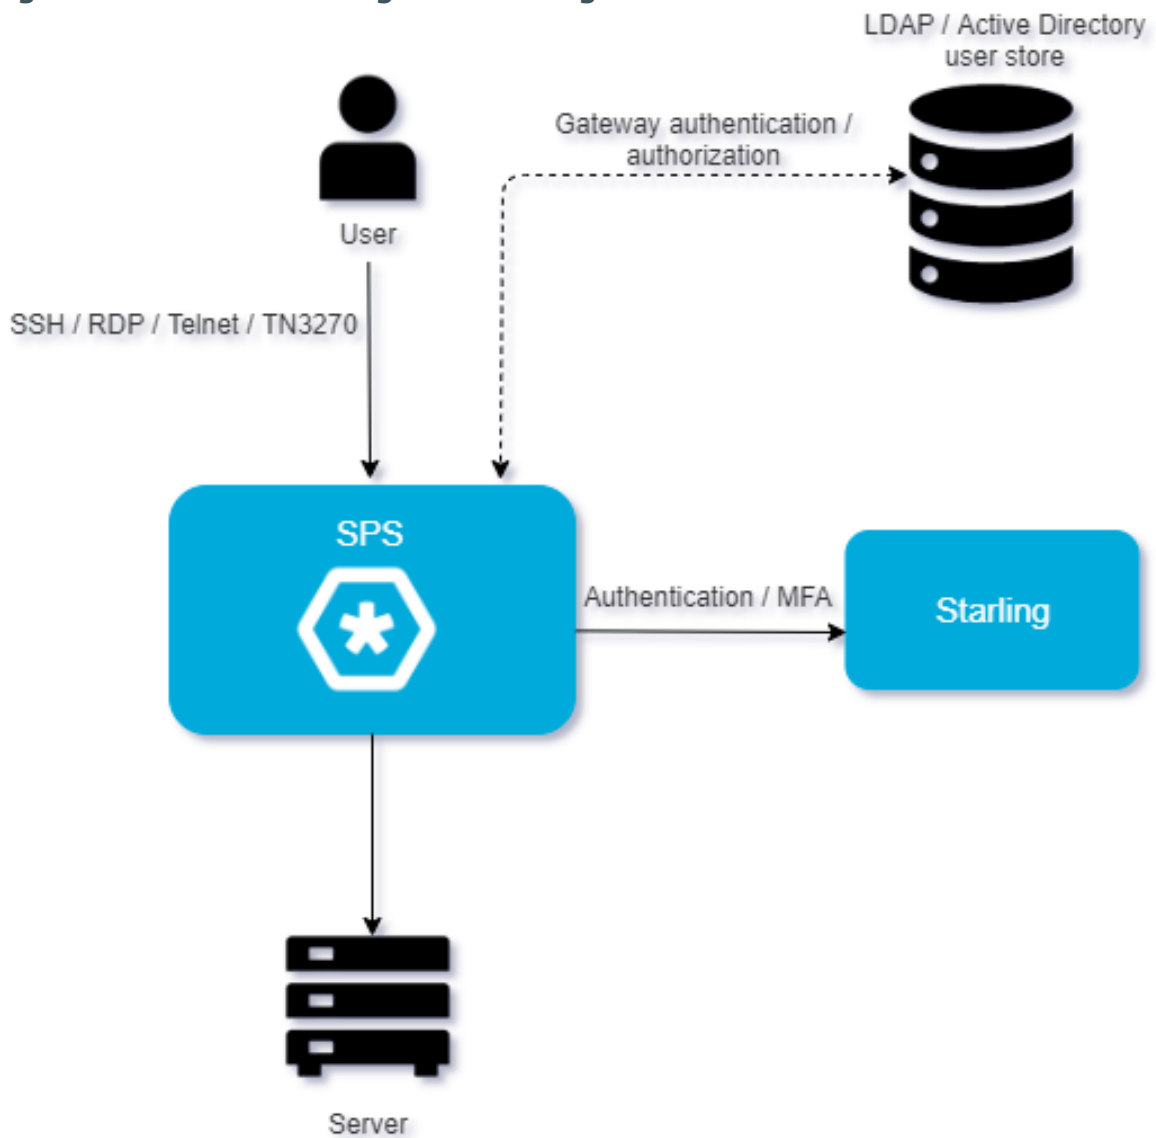 LDAP / Active Directory
user store
Gateway authentication /
authorization
User
SSH / RDP / Telnet / TN3270
SPS
Authentication / MFA
Starling
Server